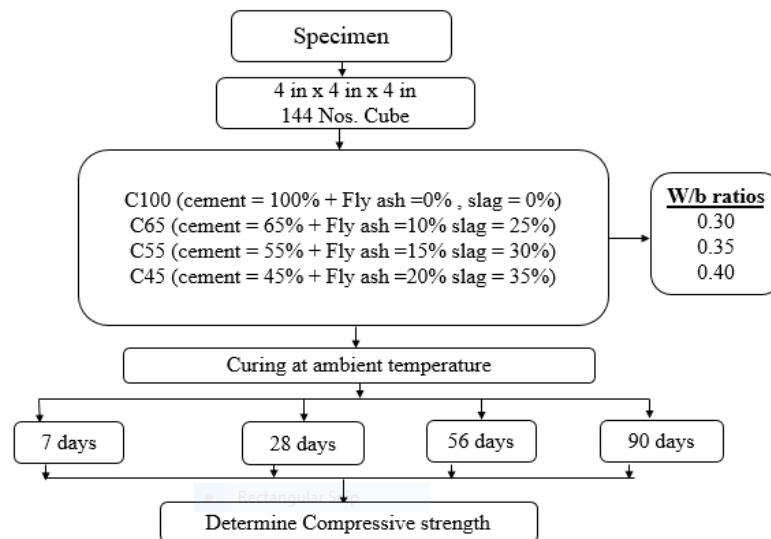 Specimen
4 in x 4 in x 4 in
144 Nos. Cube
C100 (cement = 100% + Fly ash =0% , slag = 0%)
C65 (cement = 65% + Fly ash =10% slag = 25%)
C55 (cement = 55% + Fly ash =15% slag = 30%)
C45 (cement = 45% + Fly ash =20% slag = 35%)
W/b ratios
0.30
0.35
0.40
Curing at ambient temperature
7 days
28 days
56 days
90 days
Determine Compressive strength